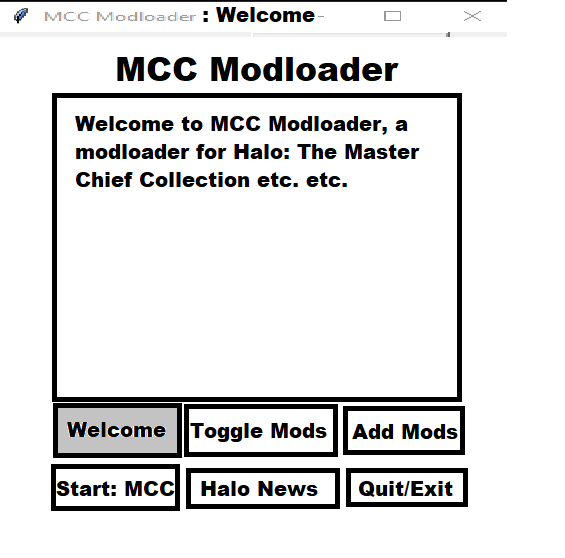 MCC Modloader : Welcome
MCC Modloader
Welcome to MCC Modloader, a
modloader for Halo: The Master
Chief Collection etc. etc.
Welcome
Toggle Mods
Add Mods
Start: MCC
Halo News
Quit/Exit